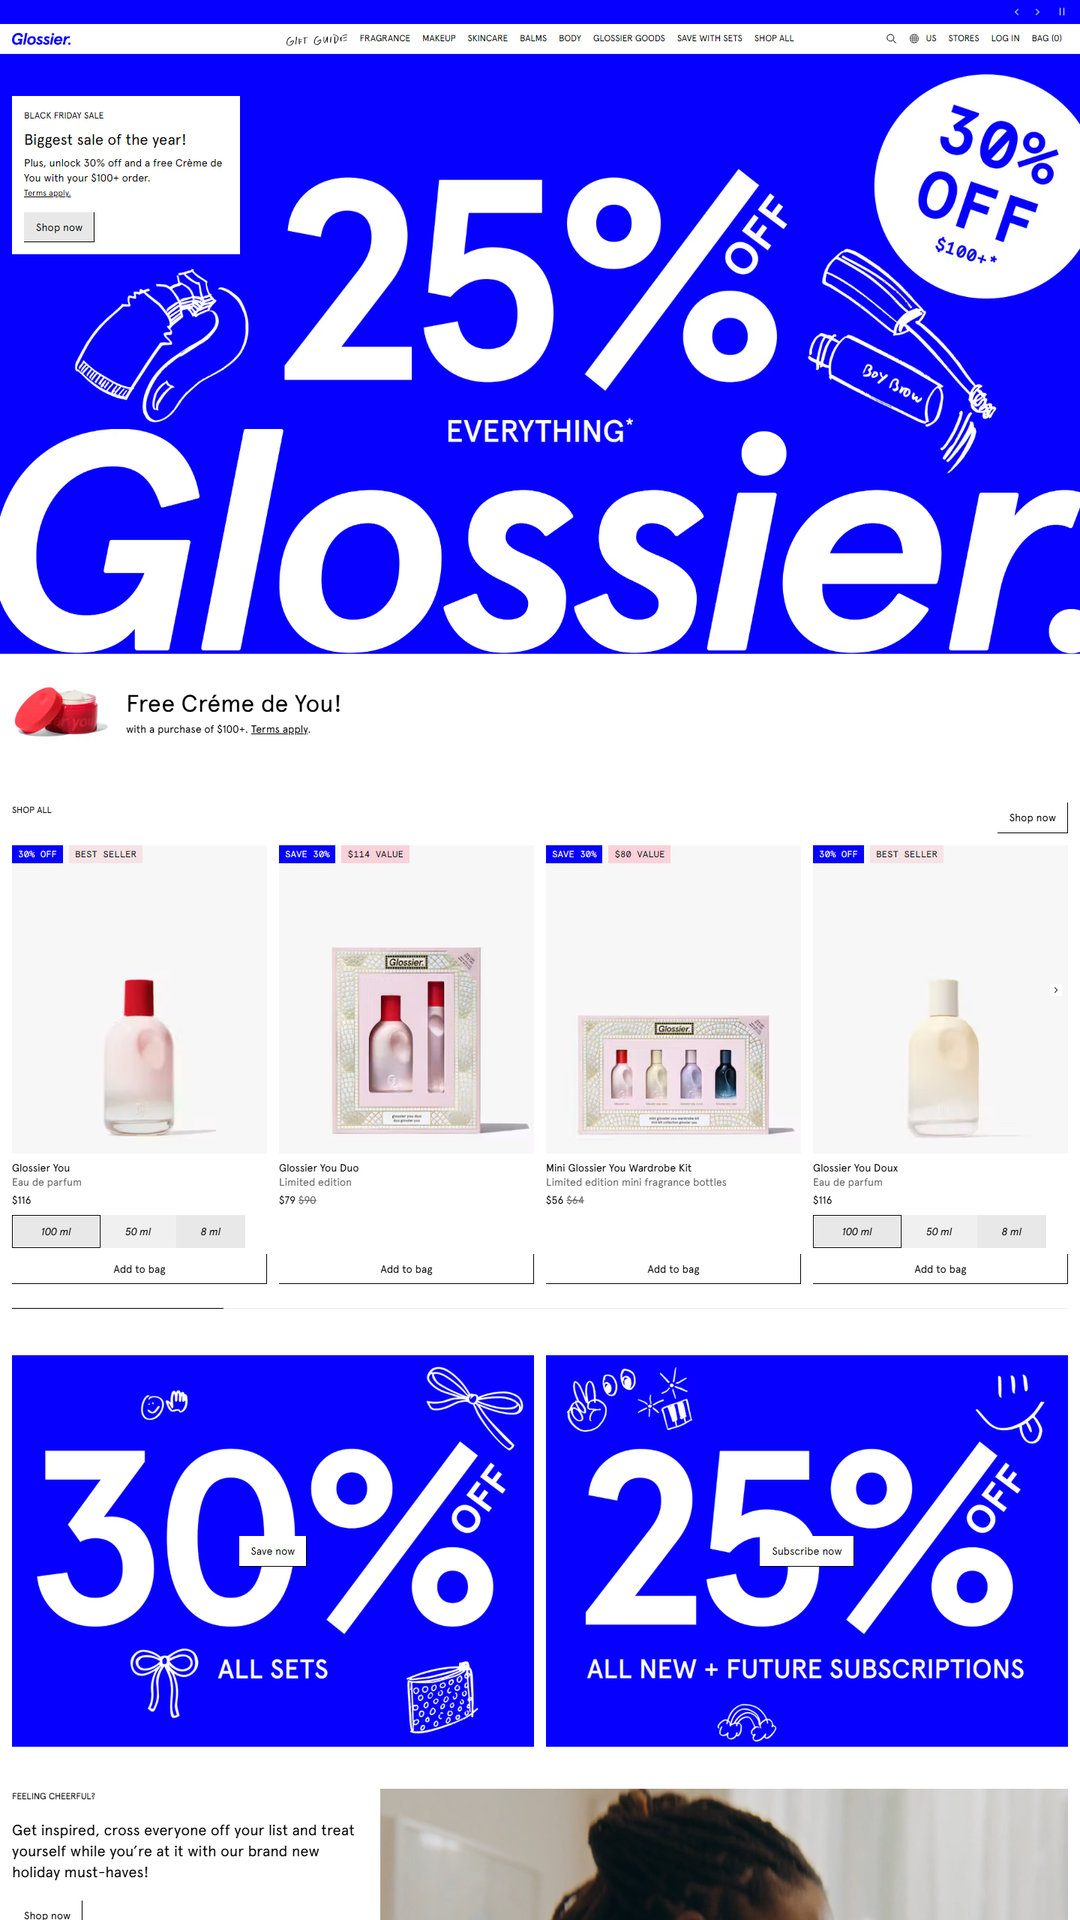 Glossier.
GIFT GUIDE
FRAGRANCE
MAKEUP
SKINCARE
BALMS
BODY
GLOSSIER GOODS
SAVE WITH SETS
SHOP ALL
US
STORES
LOG IN
BAG (0)
BLACK FRIDAY SALE
Biggest sale of the year!
Plus, unlock 30% off and a free Crème de
You with your $100+ order.
Terms apply.
Shop now
25% OFF
EVERYTHING*
30%
OFF
$100+*
Boy Brow
Glossier.
Free Créme de You!
with a purchase of $100+. Terms apply.
SHOP ALL
Shop now
30% OFF
BEST SELLER
Glossier You
Eau de parfum
$116
100 ml
50 ml
8 ml
Add to bag
SAVE 30%
$114 VALUE
Glossier.
glossier you duo
Glossier You Duo
Limited edition
$79 $90
Add to bag
SAVE 30%
$80 VALUE
Glossier.
Mini Glossier You Wardrobe Kit
Limited edition mini fragrance bottles
$56 $64
Add to bag
30% OFF
BEST SELLER
Glossier You Doux
Eau de parfum
$116
100 ml
50 ml
8 ml
Add to bag
30% OFF
Save now
ALL SETS
25% OFF
Subscribe now
ALL NEW + FUTURE SUBSCRIPTIONS
FEELING CHEERFUL?
Get inspired, cross everyone off your list and treat
yourself while you're at it with our brand new
holiday must-haves!
Shop now